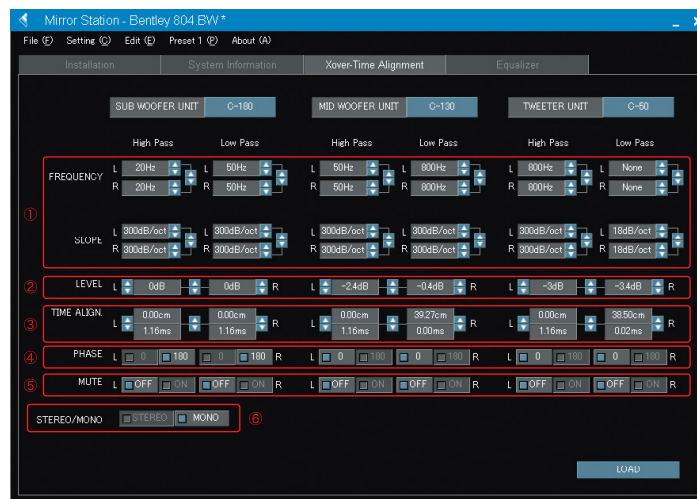 Mirror Station - Bentley 804.BW *
File (F) Setting (C) Edit (E) Preset 1 (P) About (A)
Installation System Information Xover-Time Alignment Equalizer
SUB WOOFER UNIT C-180 MID WOOFER UNIT C-130 TWEETER UNIT C-50
High Pass Low Pass High Pass Low Pass High Pass Low Pass
FREQUENCY L 20Hz L 50Hz L 50Hz L 800Hz L 800Hz L None
R 20Hz R 50Hz R 50Hz R 800Hz R 800Hz R None
①
SLOPE L 300dB/oct L 300dB/oct L 300dB/oct L 300dB/oct L 300dB/oct L 18dB/oct
R 300dB/oct R 300dB/oct R 300dB/oct R 300dB/oct R 300dB/oct R 18dB/oct
② LEVEL L 0dB 0dB R L -2.4dB -0.4dB R L -3dB -3.4dB R
③ TIME ALIGN. L 0.00cm 0.00cm R L 0.00cm 39.27cm R L 0.00cm 38.50cm R
1.16ms 1.16ms 1.16ms 0.00ms 1.16ms 0.02ms
④ PHASE L 0 180 0 180 R L 0 180 0 180 R L 0 180 0 180 R
⑤ MUTE L OFF ON OFF ON R L OFF ON OFF ON R L OFF ON OFF ON R
STEREO/MONO STEREO MONO ⑥
LOAD